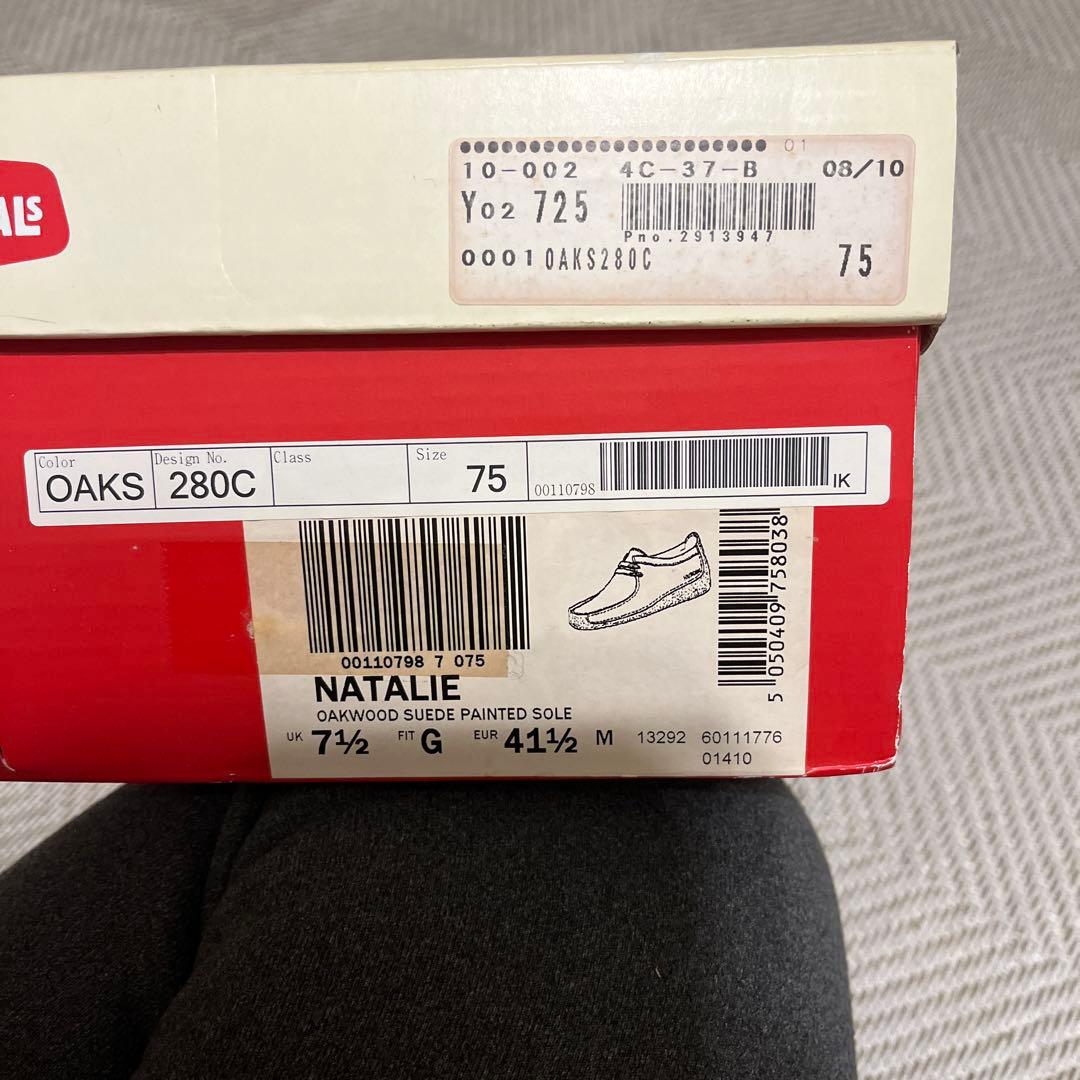 ALS
01
10-002 4C-37-B 08/10
Y02 725
Pno.2913947
0001 OAKS280C 75
Color Design No. Class Size
OAKS 280C 75 00110798 IK
00110798 7 075
5 050409 758038
NATALIE
OAKWOOD SUEDE PAINTED SOLE
UK 7½ FIT G EUR 41½ M 13292 60111776
01410